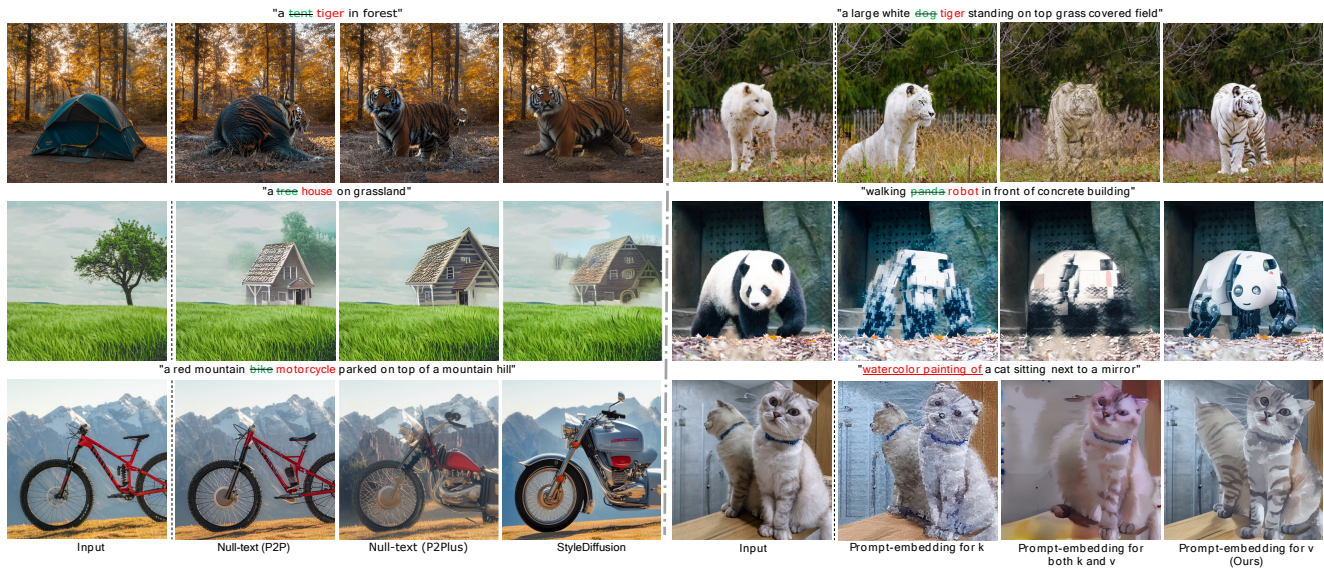 "a tent tiger in forest"
"a large white dog tiger standing on top grass covered field"
"a tree house on grassland"
"walking panda robot in front of concrete building"
"a red mountain bike motorcycle parked on top of a mountain hill"
"watercolor painting of a cat sitting next to a mirror"
Input
Null-text (P2P)
Null-text (P2Plus)
StyleDiffusion
Input
Prompt-embedding for k
Prompt-embedding for
both k and v
Prompt-embedding for v
(Ours)